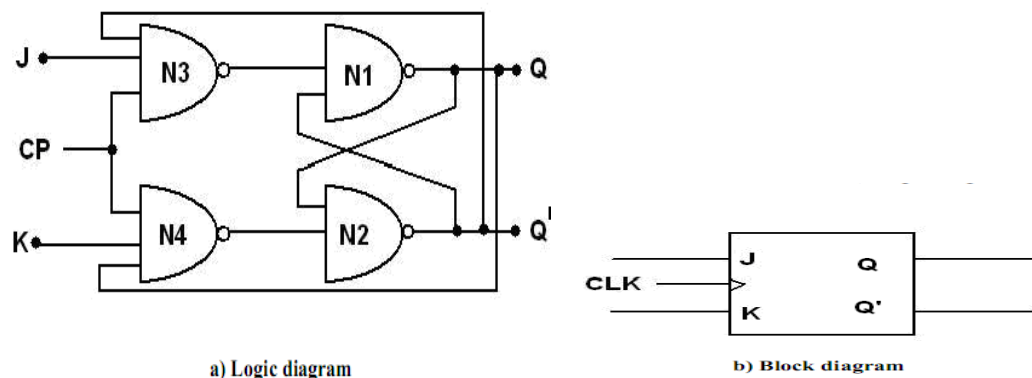 J
N3
N1
Q
CP
K
N4
N2
Q'
a) Logic diagram
J
Q
CLK
K
Q'
b) Block diagram